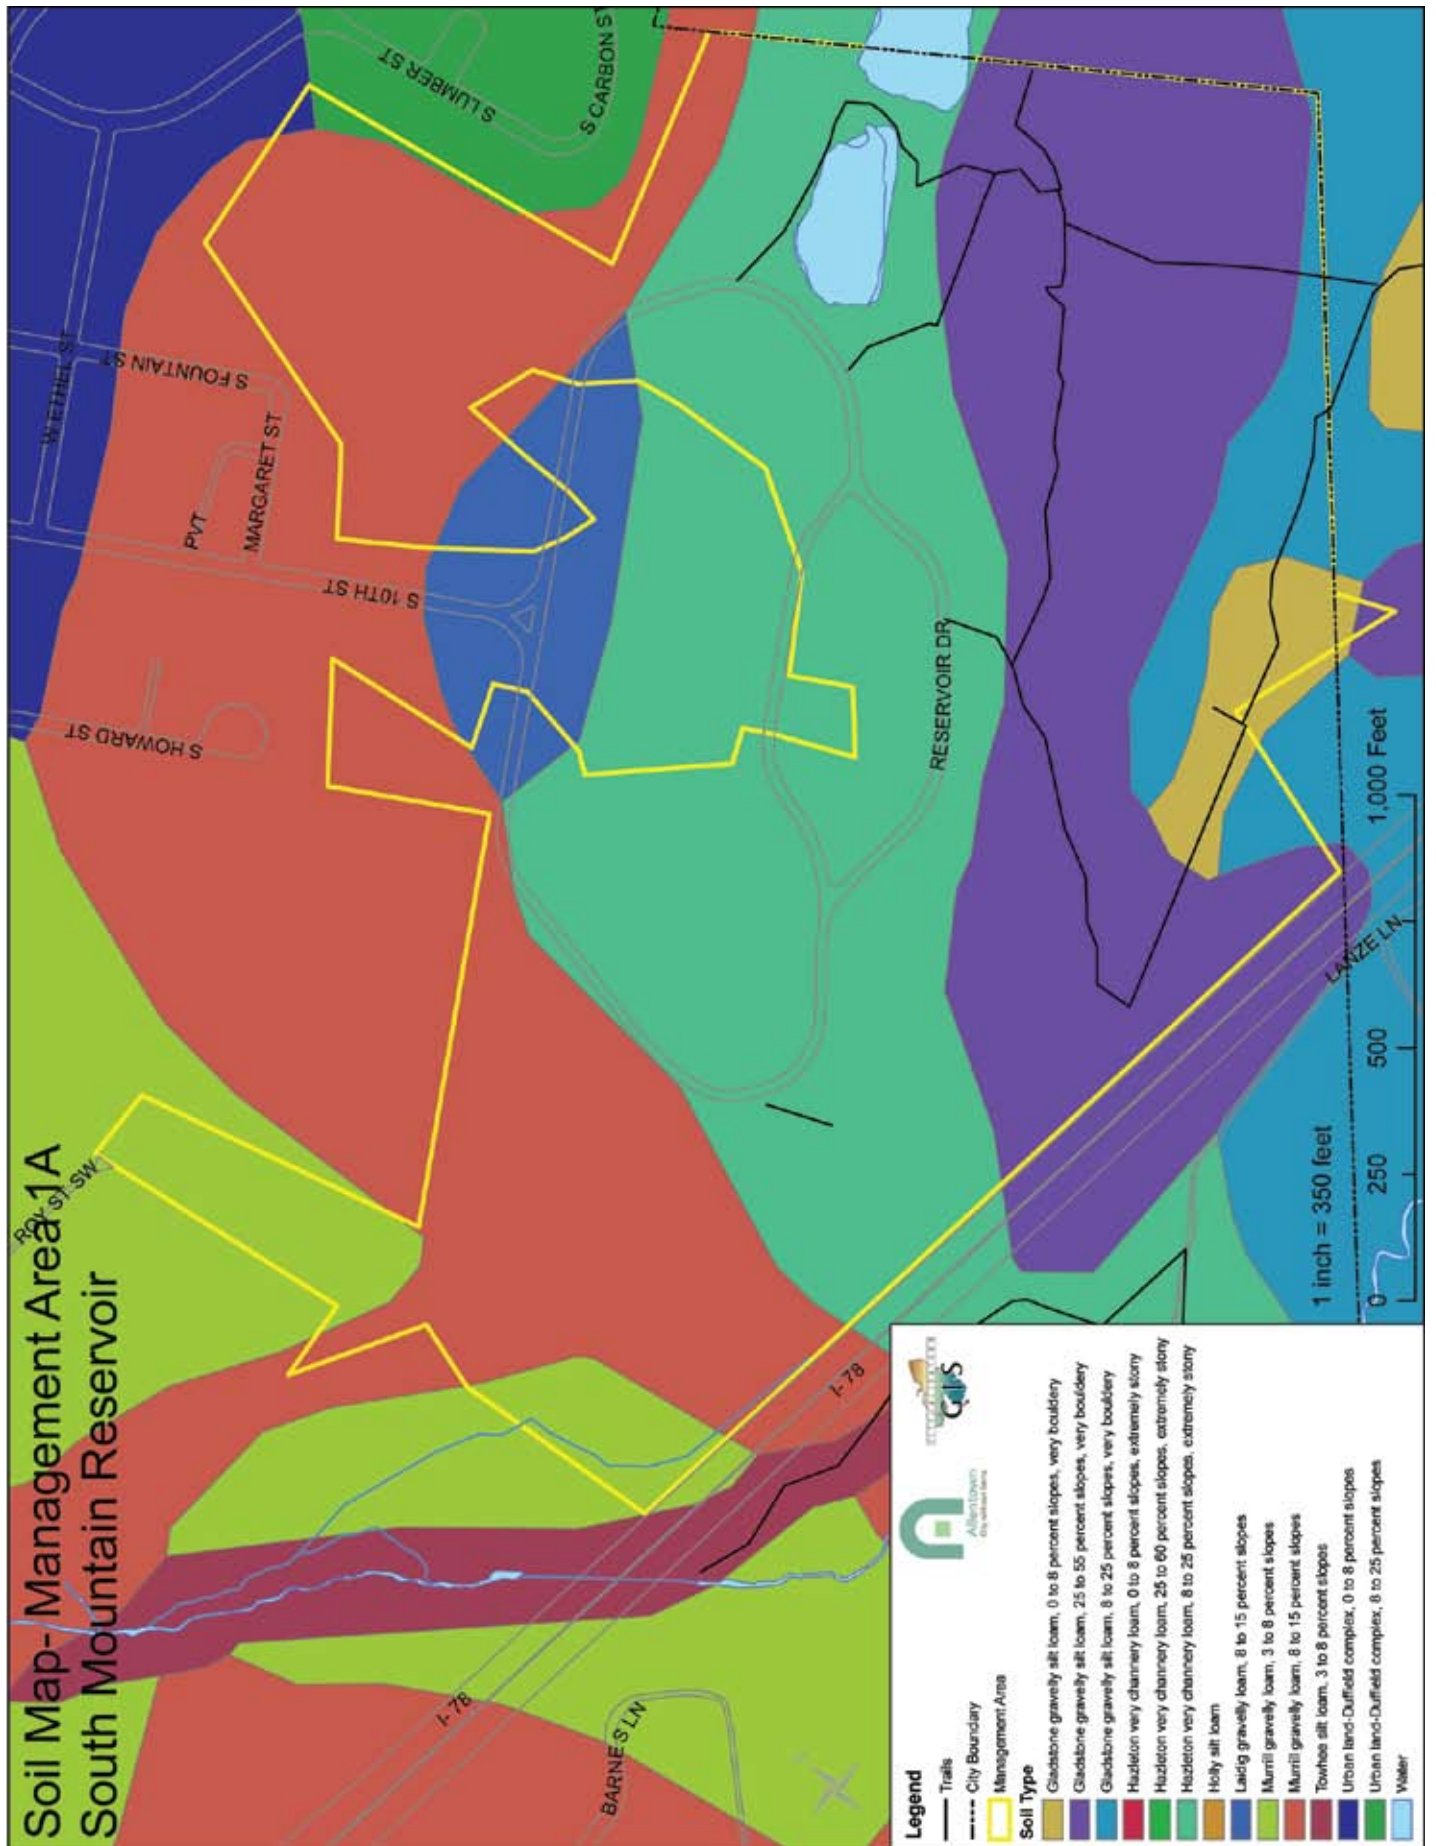 Soil Map- Management Area 1A
South Mountain Reservoir
ROY ST SW
S HOWARD ST
S 10TH ST
PVT
MARGARET ST
S FOUNTAIN ST
W ETHEL ST
S LUMBER ST
S CARBON ST
RESERVOIR DR
LANZE LN
I-78
I-78
BARNES LN
1 inch = 350 feet
0 250 500 1,000 Feet
Allentown
GIS
Legend
Trails
City Boundary
Management Area
Soil Type
Gladstone gravelly silt loam, 0 to 8 percent slopes, very bouldery
Gladstone gravelly silt loam, 25 to 55 percent slopes, very bouldery
Gladstone gravelly silt loam, 8 to 25 percent slopes, very bouldery
Hazleton very channery loam, 0 to 8 percent slopes, extremely stony
Hazleton very channery loam, 25 to 60 percent slopes, extremely stony
Hazleton very channery loam, 8 to 25 percent slopes, extremely stony
Holly silt loam
Laidig gravelly loam, 8 to 15 percent slopes
Murrill gravelly loam, 3 to 8 percent slopes
Murrill gravelly loam, 8 to 15 percent slopes
Towhee silt loam, 3 to 8 percent slopes
Urban land-Duffield complex, 0 to 8 percent slopes
Urban land-Duffield complex, 8 to 25 percent slopes
Water